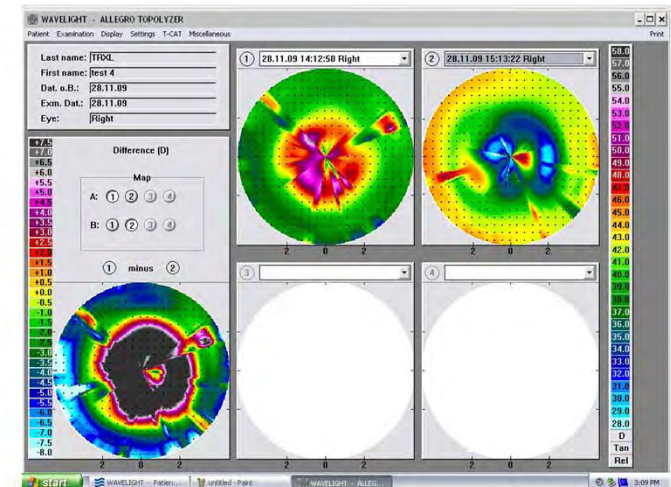 WAVELIGHT - ALLEGRO TOPOLYZER
Patient Examination Display Settings T-CAT Miscellaneous Print
Last name: TRXL
First name: test 4
Dat. o.B.: 28.11.09
Exm. Dat.: 28.11.09
Eye: Right
1 28.11.09 14:12:50 Right
2 28.11.09 15:13:22 Right
Difference (D)
Map
A: 1 2 3 4
B: 1 2 3 4
1 minus 2
+7.5
+7.0
+6.5
+6.0
+5.5
+5.0
+4.5
+4.0
+3.5
+3.0
+2.5
+2.0
+1.5
+1.0
+0.5
+0.0
-0.5
-1.0
-1.5
-2.0
-2.5
-3.0
-3.5
-4.0
-4.5
-5.0
-5.5
-6.0
-6.5
-7.0
-7.5
-8.0
2 0 2
2 0 2
3
4
2 0 2
2 0 2
2 0 2
58.0
57.0
56.0
55.0
54.0
53.0
52.0
51.0
50.0
49.0
48.0
47.0
46.0
45.0
44.0
43.0
42.0
41.0
40.0
39.0
38.0
37.0
36.0
35.0
34.0
33.0
32.0
31.0
30.0
29.0
28.0
D
Tan
Rel
start WAVELIGHT - Patien... untitled - Paint WAVELIGHT - ALLEG... 3:09 PM